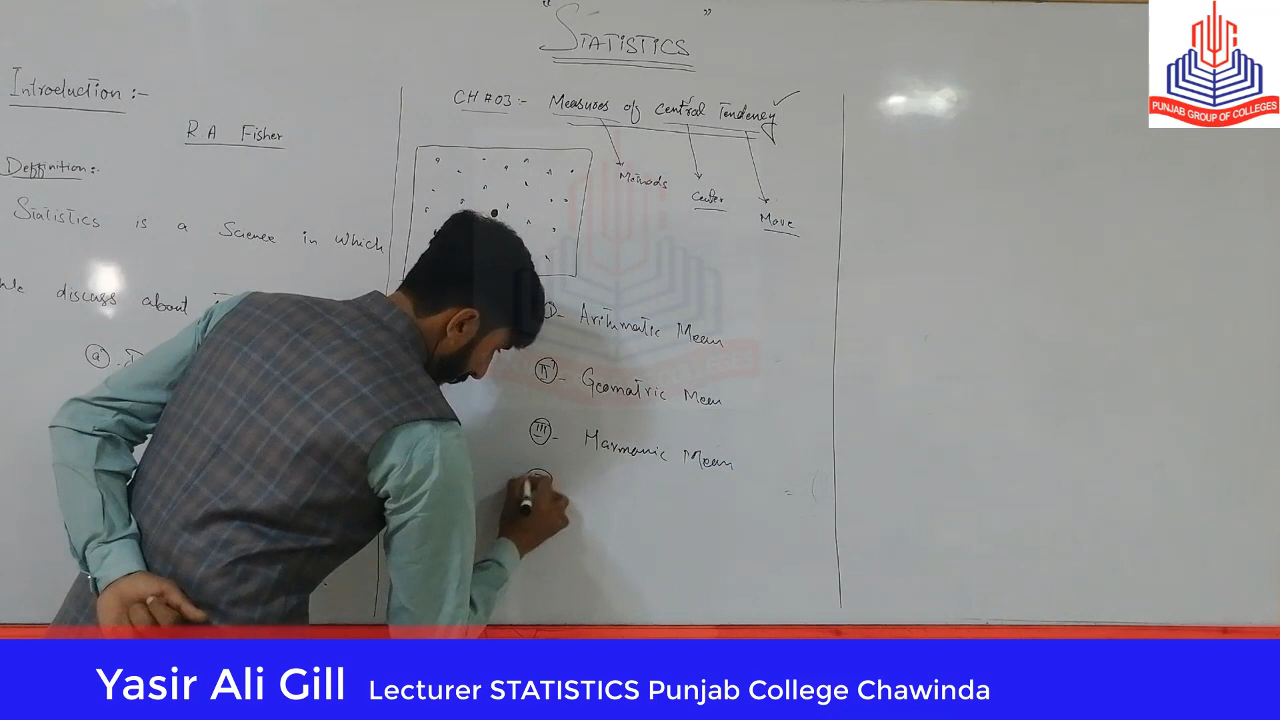 " STATISTICS "
Introduction :-
R.A Fisher
Deffinition:-
Statistics is a Science in which
discuss about
a
CH # 03 :- Measures of Central Tendency ✓
Methods
Center
Move
I - Arithmatic Mean
II - Geomatric Mean
III - Harmonic Mean
PUNJAB GROUP OF COLLEGES
Yasir Ali Gill Lecturer STATISTICS Punjab College Chawinda